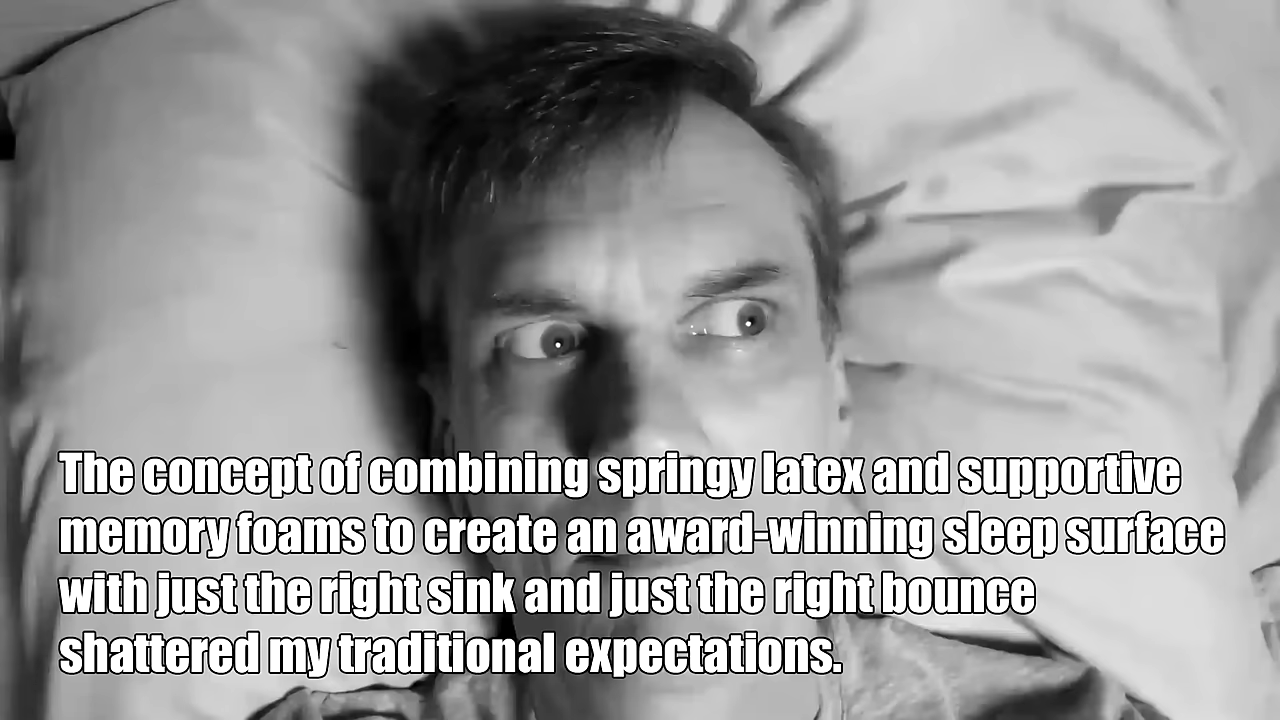 The concept of combining springy latex and supportive
memory foams to create an award-winning sleep surface
with just the right sink and just the right bounce
shattered my traditional expectations.